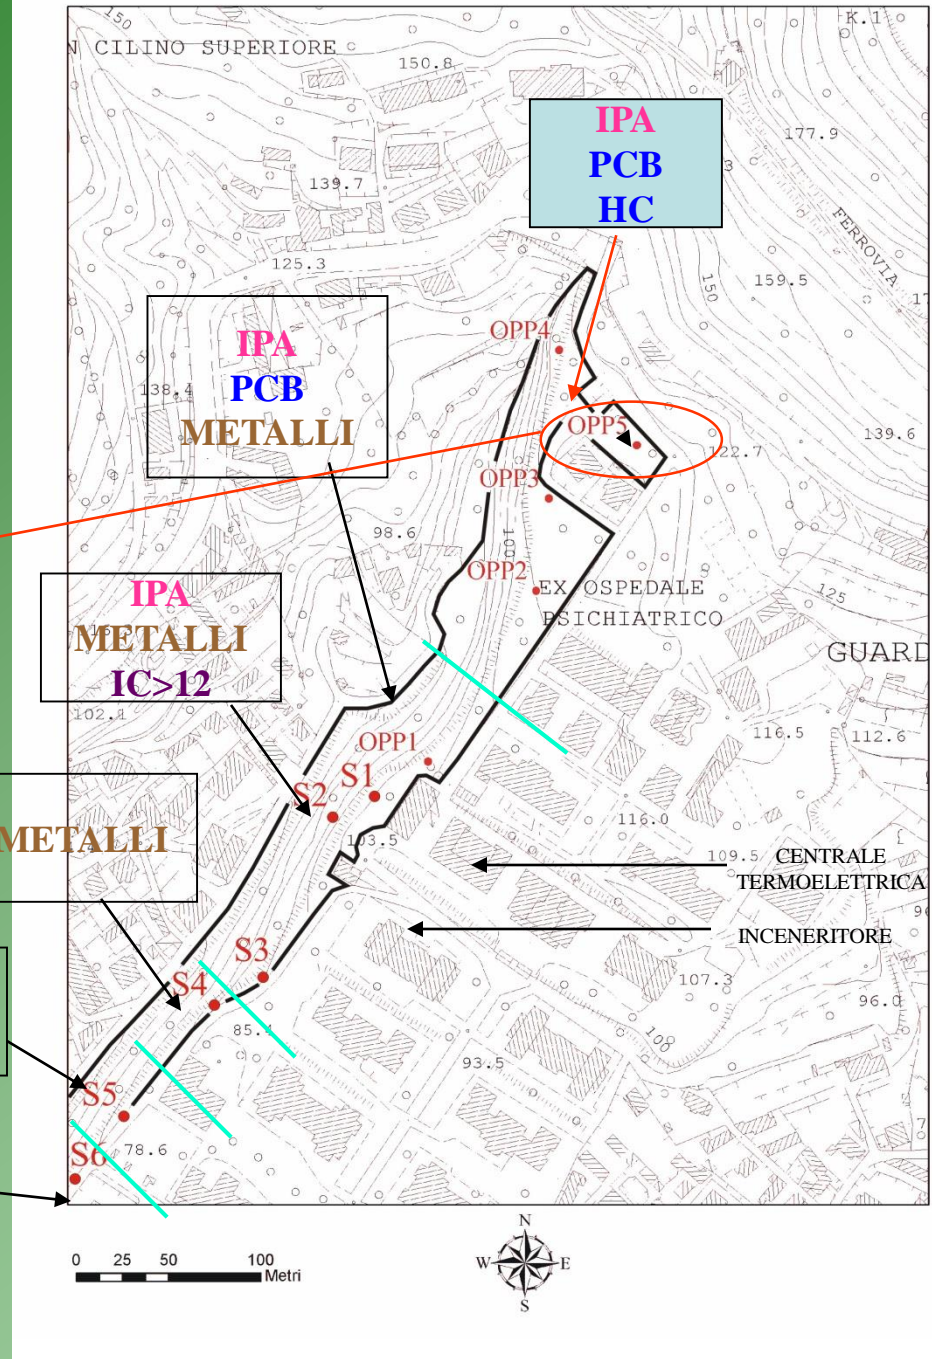 150
K.1
N CILINO SUPERIORE
150.8
IPA
PCB
HC
177.9
139.7
FERROVIA
125.3
150
159.5
OPP4
IPA
PCB
METALLI
138.4
OPP5
139.6
122.7
OPP3
98.6
100
OPP2
EX OSPEDALE
PSICHIATRICO
125
IPA
METALLI
IC>12
GUARD
102.1
116.5
112.6
OPP1
S2
S1
116.0
103.5
METALLI
109.5
CENTRALE
TERMOELETTRICA
INCENERITORE
S3
S4
107.3
96.0
85.4
100
93.5
S5
S6
78.6
N
W
E
S
0 25 50 100
Metri